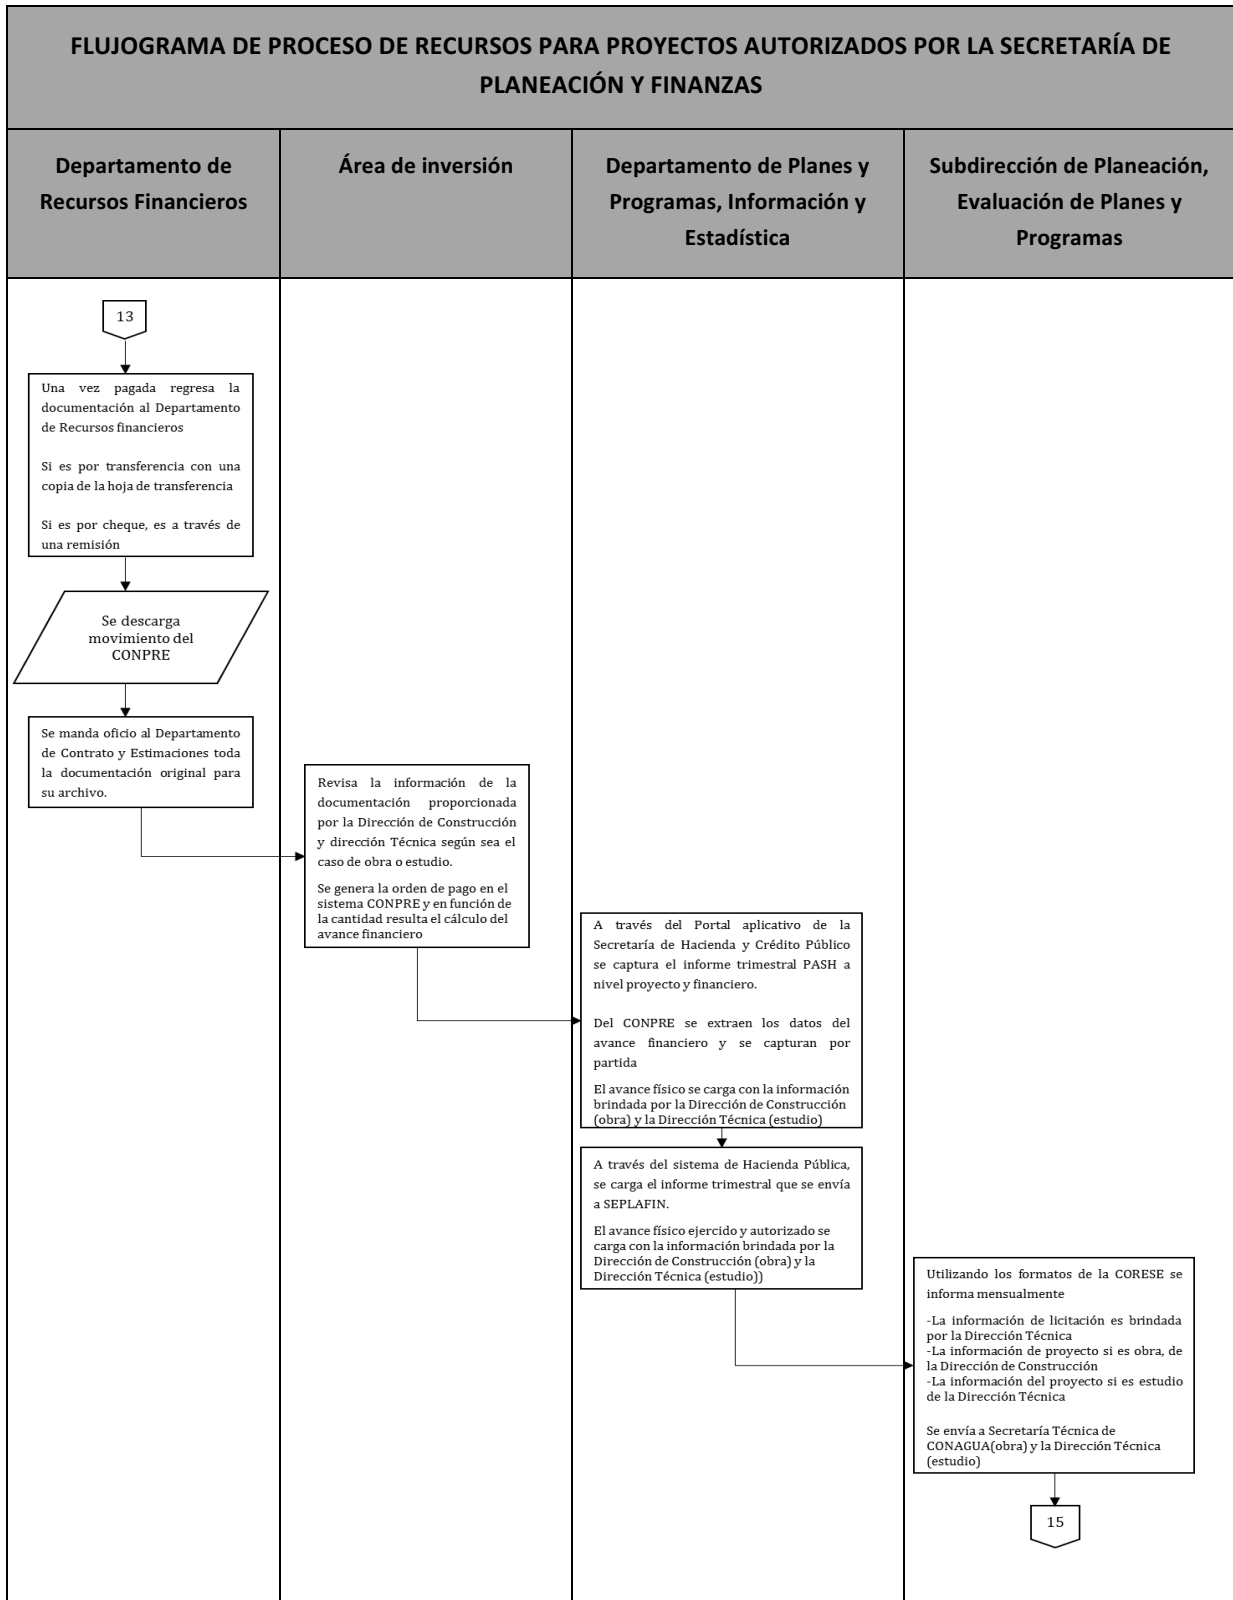 FLUJOGRAMA DE PROCESO DE RECURSOS PARA PROYECTOS AUTORIZADOS POR LA SECRETARÍA DE
PLANEACIÓN Y FINANZAS
Departamento de
Recursos Financieros
Área de inversión
Departamento de Planes y
Programas, Información y
Estadística
Subdirección de Planeación,
Evaluación de Planes y
Programas
13
Una vez pagada regresa la
documentación al Departamento
de Recursos financieros
Si es por transferencia con una
copia de la hoja de transferencia
Si es por cheque, es a través de
una remisión
Se descarga
movimiento del
CONPRE
Se manda oficio al Departamento
de Contrato y Estimaciones toda
la documentación original para
su archivo.
Revisa la información de la
documentación proporcionada
por la Dirección de Construcción
y dirección Técnica según sea el
caso de obra o estudio.
Se genera la orden de pago en el
sistema CONPRE y en función de
la cantidad resulta el cálculo del
avance financiero
A través del Portal aplicativo de la
Secretaría de Hacienda y Crédito Público
se captura el informe trimestral PASH a
nivel proyecto y financiero.
Del CONPRE se extraen los datos del
avance financiero y se capturan por
partida
El avance físico se carga con la información
brindada por la Dirección de Construcción
(obra) y la Dirección Técnica (estudio)
A través del sistema de Hacienda Pública,
se carga el informe trimestral que se envía
a SEPLAFIN.
El avance físico ejercido y autorizado se
carga con la información brindada por la
Dirección de Construcción (obra) y la
Dirección Técnica (estudio))
Utilizando los formatos de la CORESE se
informa mensualmente
-La información de licitación es brindada
por la Dirección Técnica
-La información de proyecto si es obra, de
la Dirección de Construcción
-La información del proyecto si es estudio
de la Dirección Técnica
Se envía a Secretaría Técnica de
CONAGUA(obra) y la Dirección Técnica
(estudio)
15